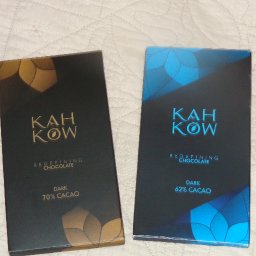 KAH
KOW
REDEFINING
CHOCOLATE
DARK
70% CACAO
KAH
KOW
REDEFINING
CHOCOLATE
DARK
62% CACAO